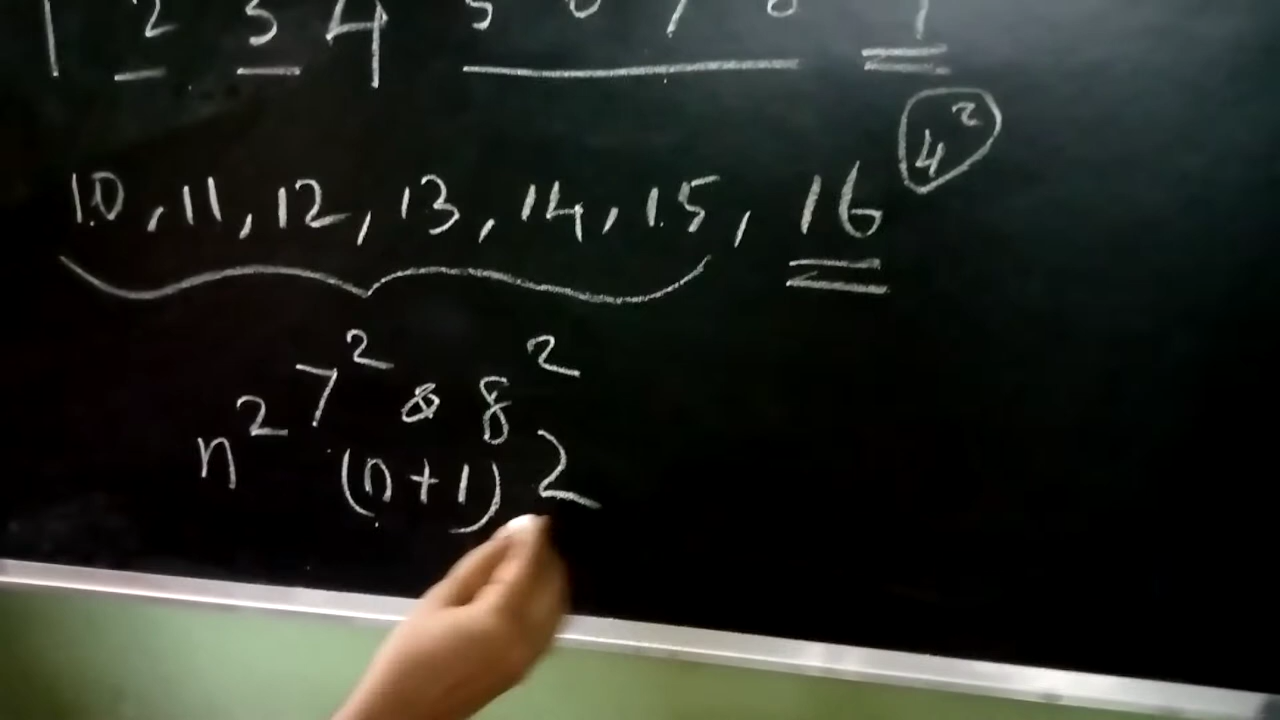 1 2 3 4 5 6 7 8 9
4²
10, 11, 12, 13, 14, 15, 16
7² & 8²
n² (n+1)²